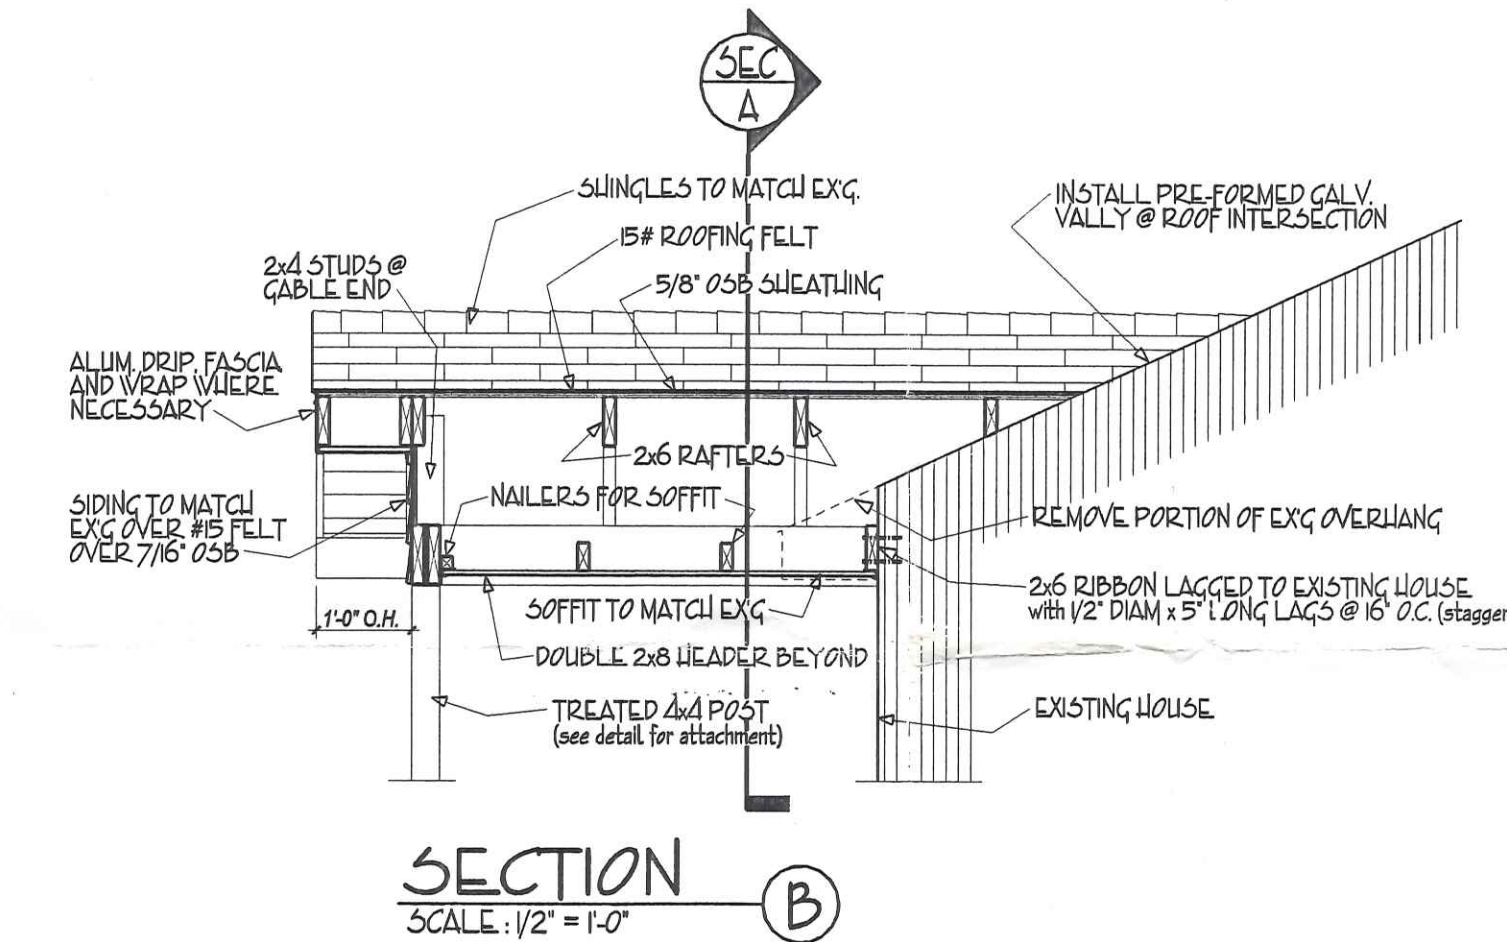 SEC
A
SHINGLES TO MATCH EX'G.
15# ROOFING FELT
5/8" OSB SHEATHING
2x4 STUDS @
GABLE END
INSTALL PRE-FORMED GALV.
VALLY @ ROOF INTERSECTION
ALUM. DRIP, FASCIA
AND WRAP WHERE
NECESSARY
2x6 RAFTERS
NAILERS FOR SOFFIT
SIDING TO MATCH
EX'G OVER #15 FELT
OVER 7/16" OSB
REMOVE PORTION OF EX'G OVERHANG
2x6 RIBBON LAGGED TO EXISTING HOUSE
with 1/2" DIAM x 5" LONG LAGS @ 16" O.C. (stagger
SOFFIT TO MATCH EX'G
1'-0" O.H.
DOUBLE 2x8 HEADER BEYOND
TREATED 4x4 POST
(see detail for attachment)
EXISTING HOUSE
SECTION
SCALE: 1/2" = 1'-0"
B